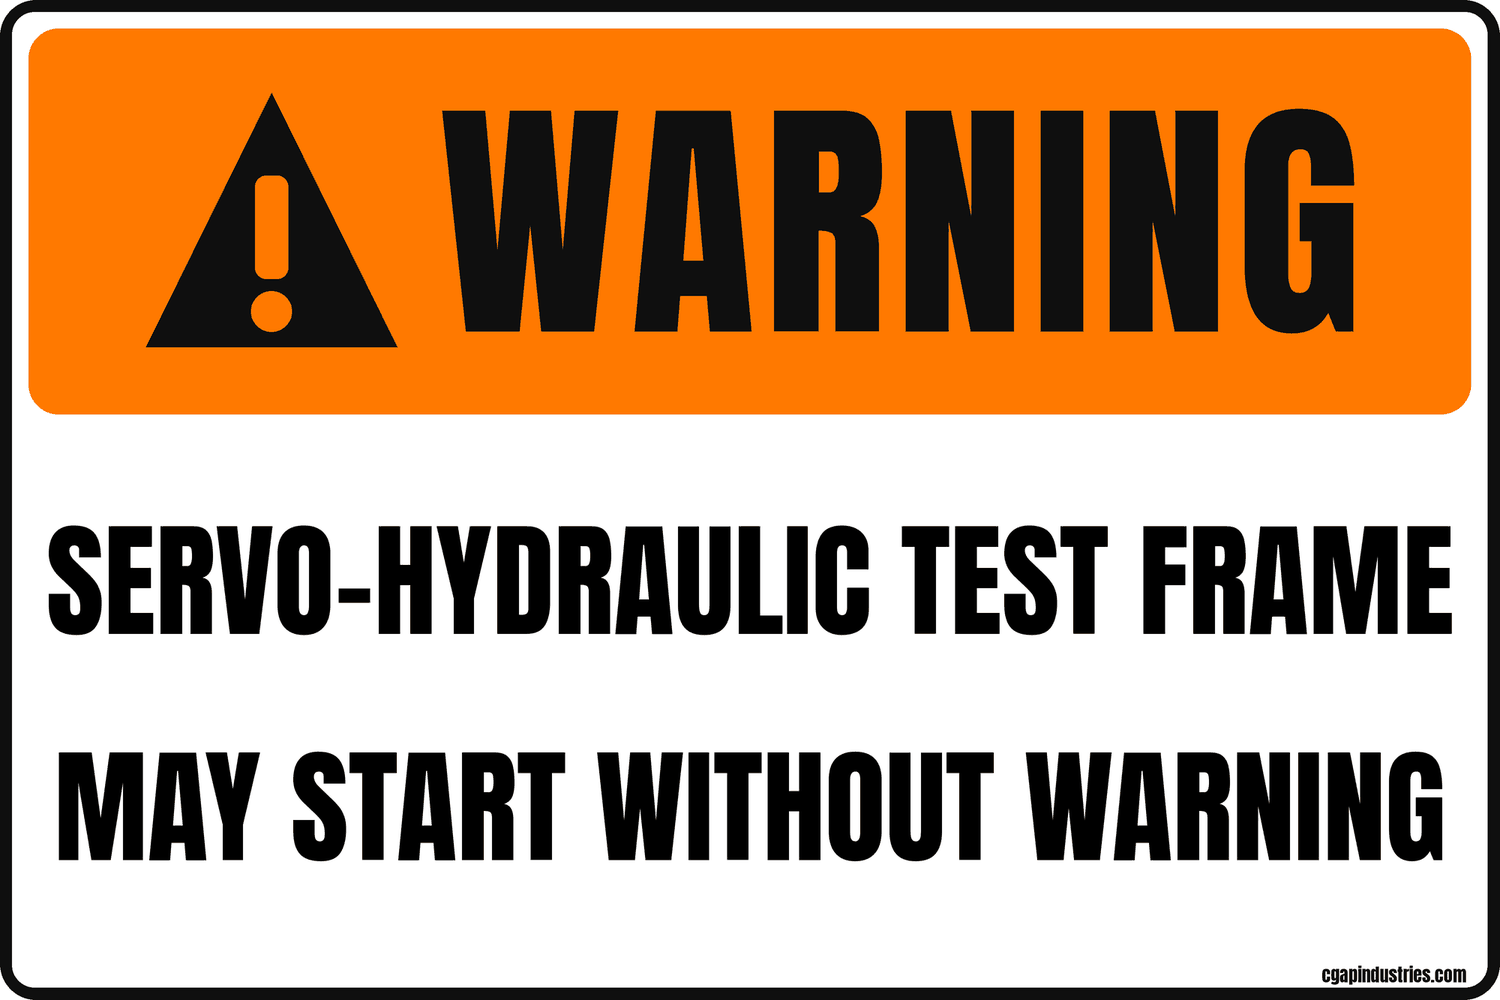 WARNING
SERVO-HYDRAULIC TEST FRAME
MAY START WITHOUT WARNING
cgapindustries.com